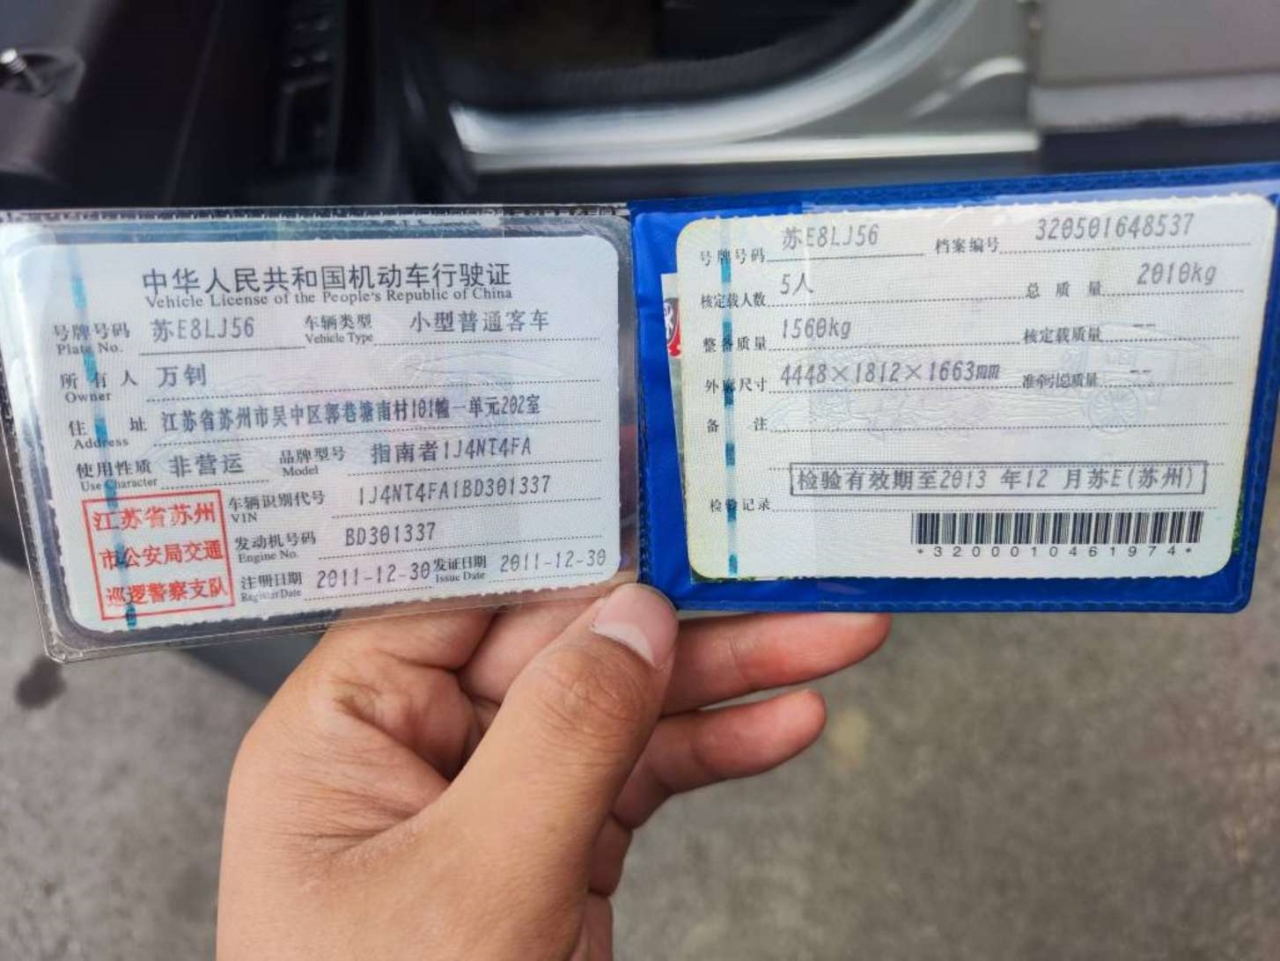 中华人民共和国机动车行驶证
Vehicle License of the People's Republic of China
号牌号码 苏E8LJ56 车辆类型 小型普通客车
Plate No. Vehicle Type
所有人 万钊
Owner
住址 江苏省苏州市吴中区郭巷塘南村101幢一单元202室
Address
使用性质 非营运 品牌型号 指南者1J4NT4FA
Use Character Model
江苏省苏州
市公安局交通
巡逻警察支队
车辆识别代号 1J4NT4FA1BD301337
VIN
发动机号码 BD301337
Engine No.
注册日期 2011-12-30 发证日期 2011-12-30
Register Date Issue Date
号牌号码 苏E8LJ56 档案编号 320501648537
核定载人数 5人 总质量 2010kg
整备质量 1560kg 核定载质量 --
外廓尺寸 4448×1812×1663mm 准牵引总质量 --
备注
检验有效期至2013 年12 月苏E(苏州)
检验记录
*3200010461974*